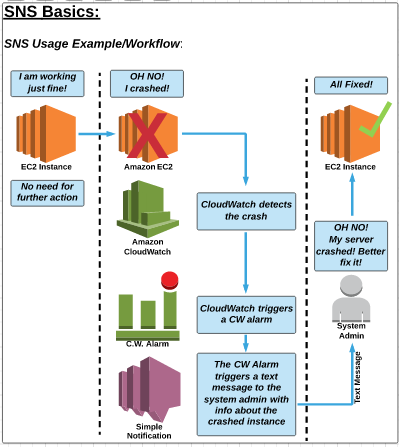 SNS Basics:
SNS Usage Example/Workflow:
I am working
just fine!
EC2 Instance
No need for
further action
OH NO!
I crashed!
Amazon EC2
Amazon
CloudWatch
C.W. Alarm
Simple
Notification
CloudWatch detects
the crash
CloudWatch triggers
a CW alarm
The CW Alarm
triggers a text
message to the
system admin with
info about the
crashed instance
All Fixed!
EC2 Instance
OH NO!
My server
crashed! Better
fix it!
System
Admin
Text Message